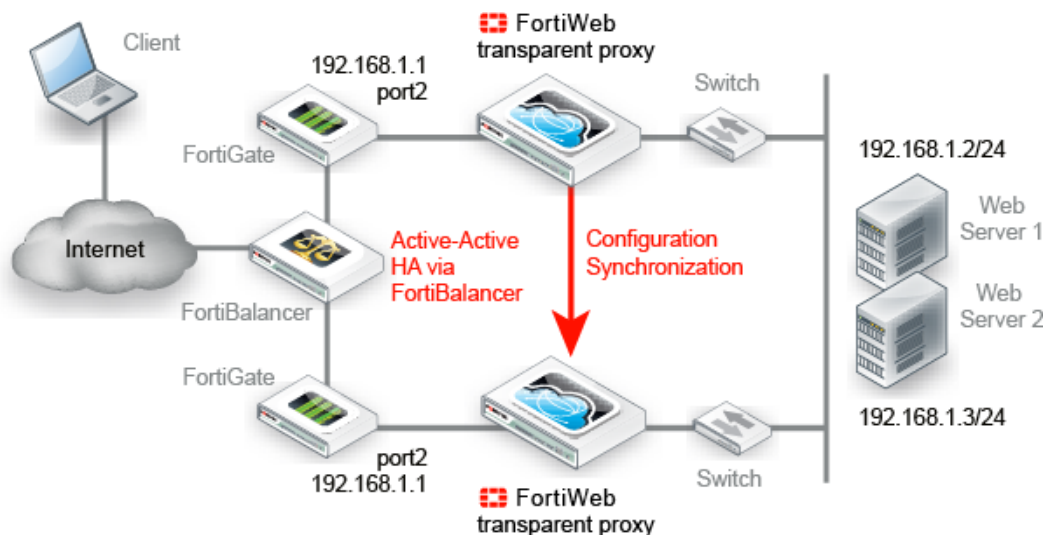 FortiWeb
transparent proxy
Client
192.168.1.1
port2
Switch
FortiGate
192.168.1.2/24
Web
Server 1
Internet
Active-Active
HA via
FortiBalancer
Configuration
Synchronization
FortiBalancer
Web
Server 2
FortiGate
192.168.1.3/24
port2
192.168.1.1
Switch
FortiWeb
transparent proxy